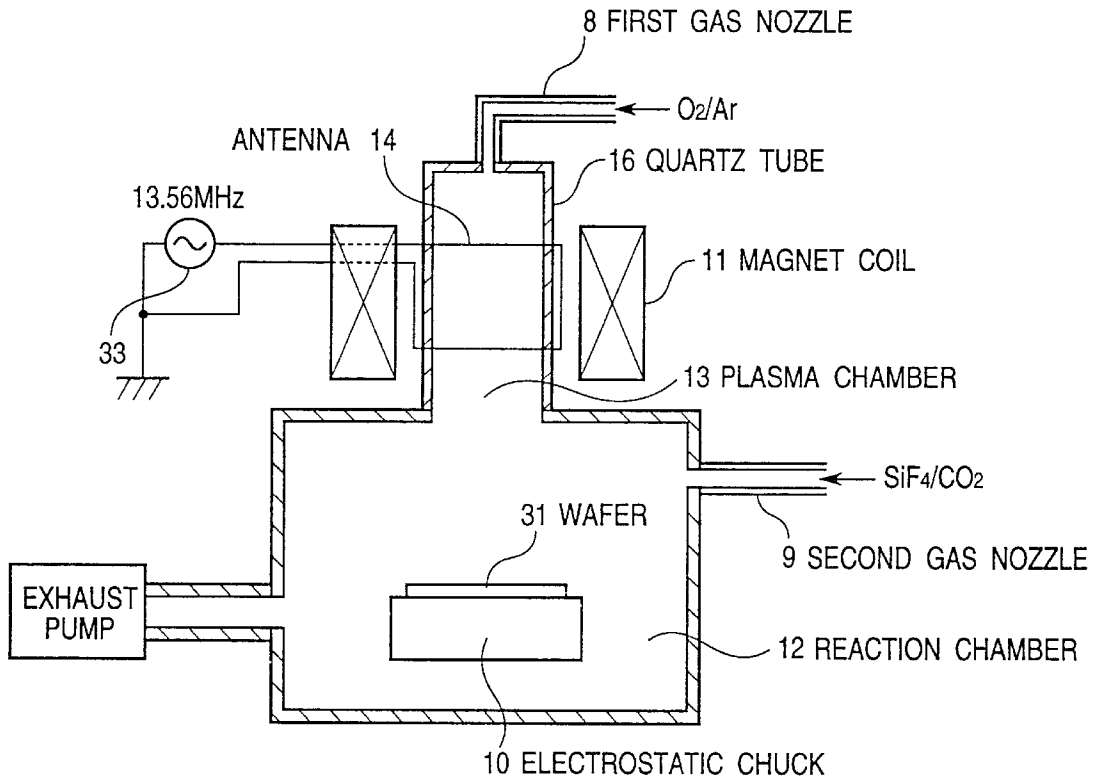 8 FIRST GAS NOZZLE
O2/Ar
ANTENNA 14
16 QUARTZ TUBE
13.56MHz
11 MAGNET COIL
33
13 PLASMA CHAMBER
SiF4/CO2
31 WAFER
9 SECOND GAS NOZZLE
EXHAUST
PUMP
12 REACTION CHAMBER
10 ELECTROSTATIC CHUCK